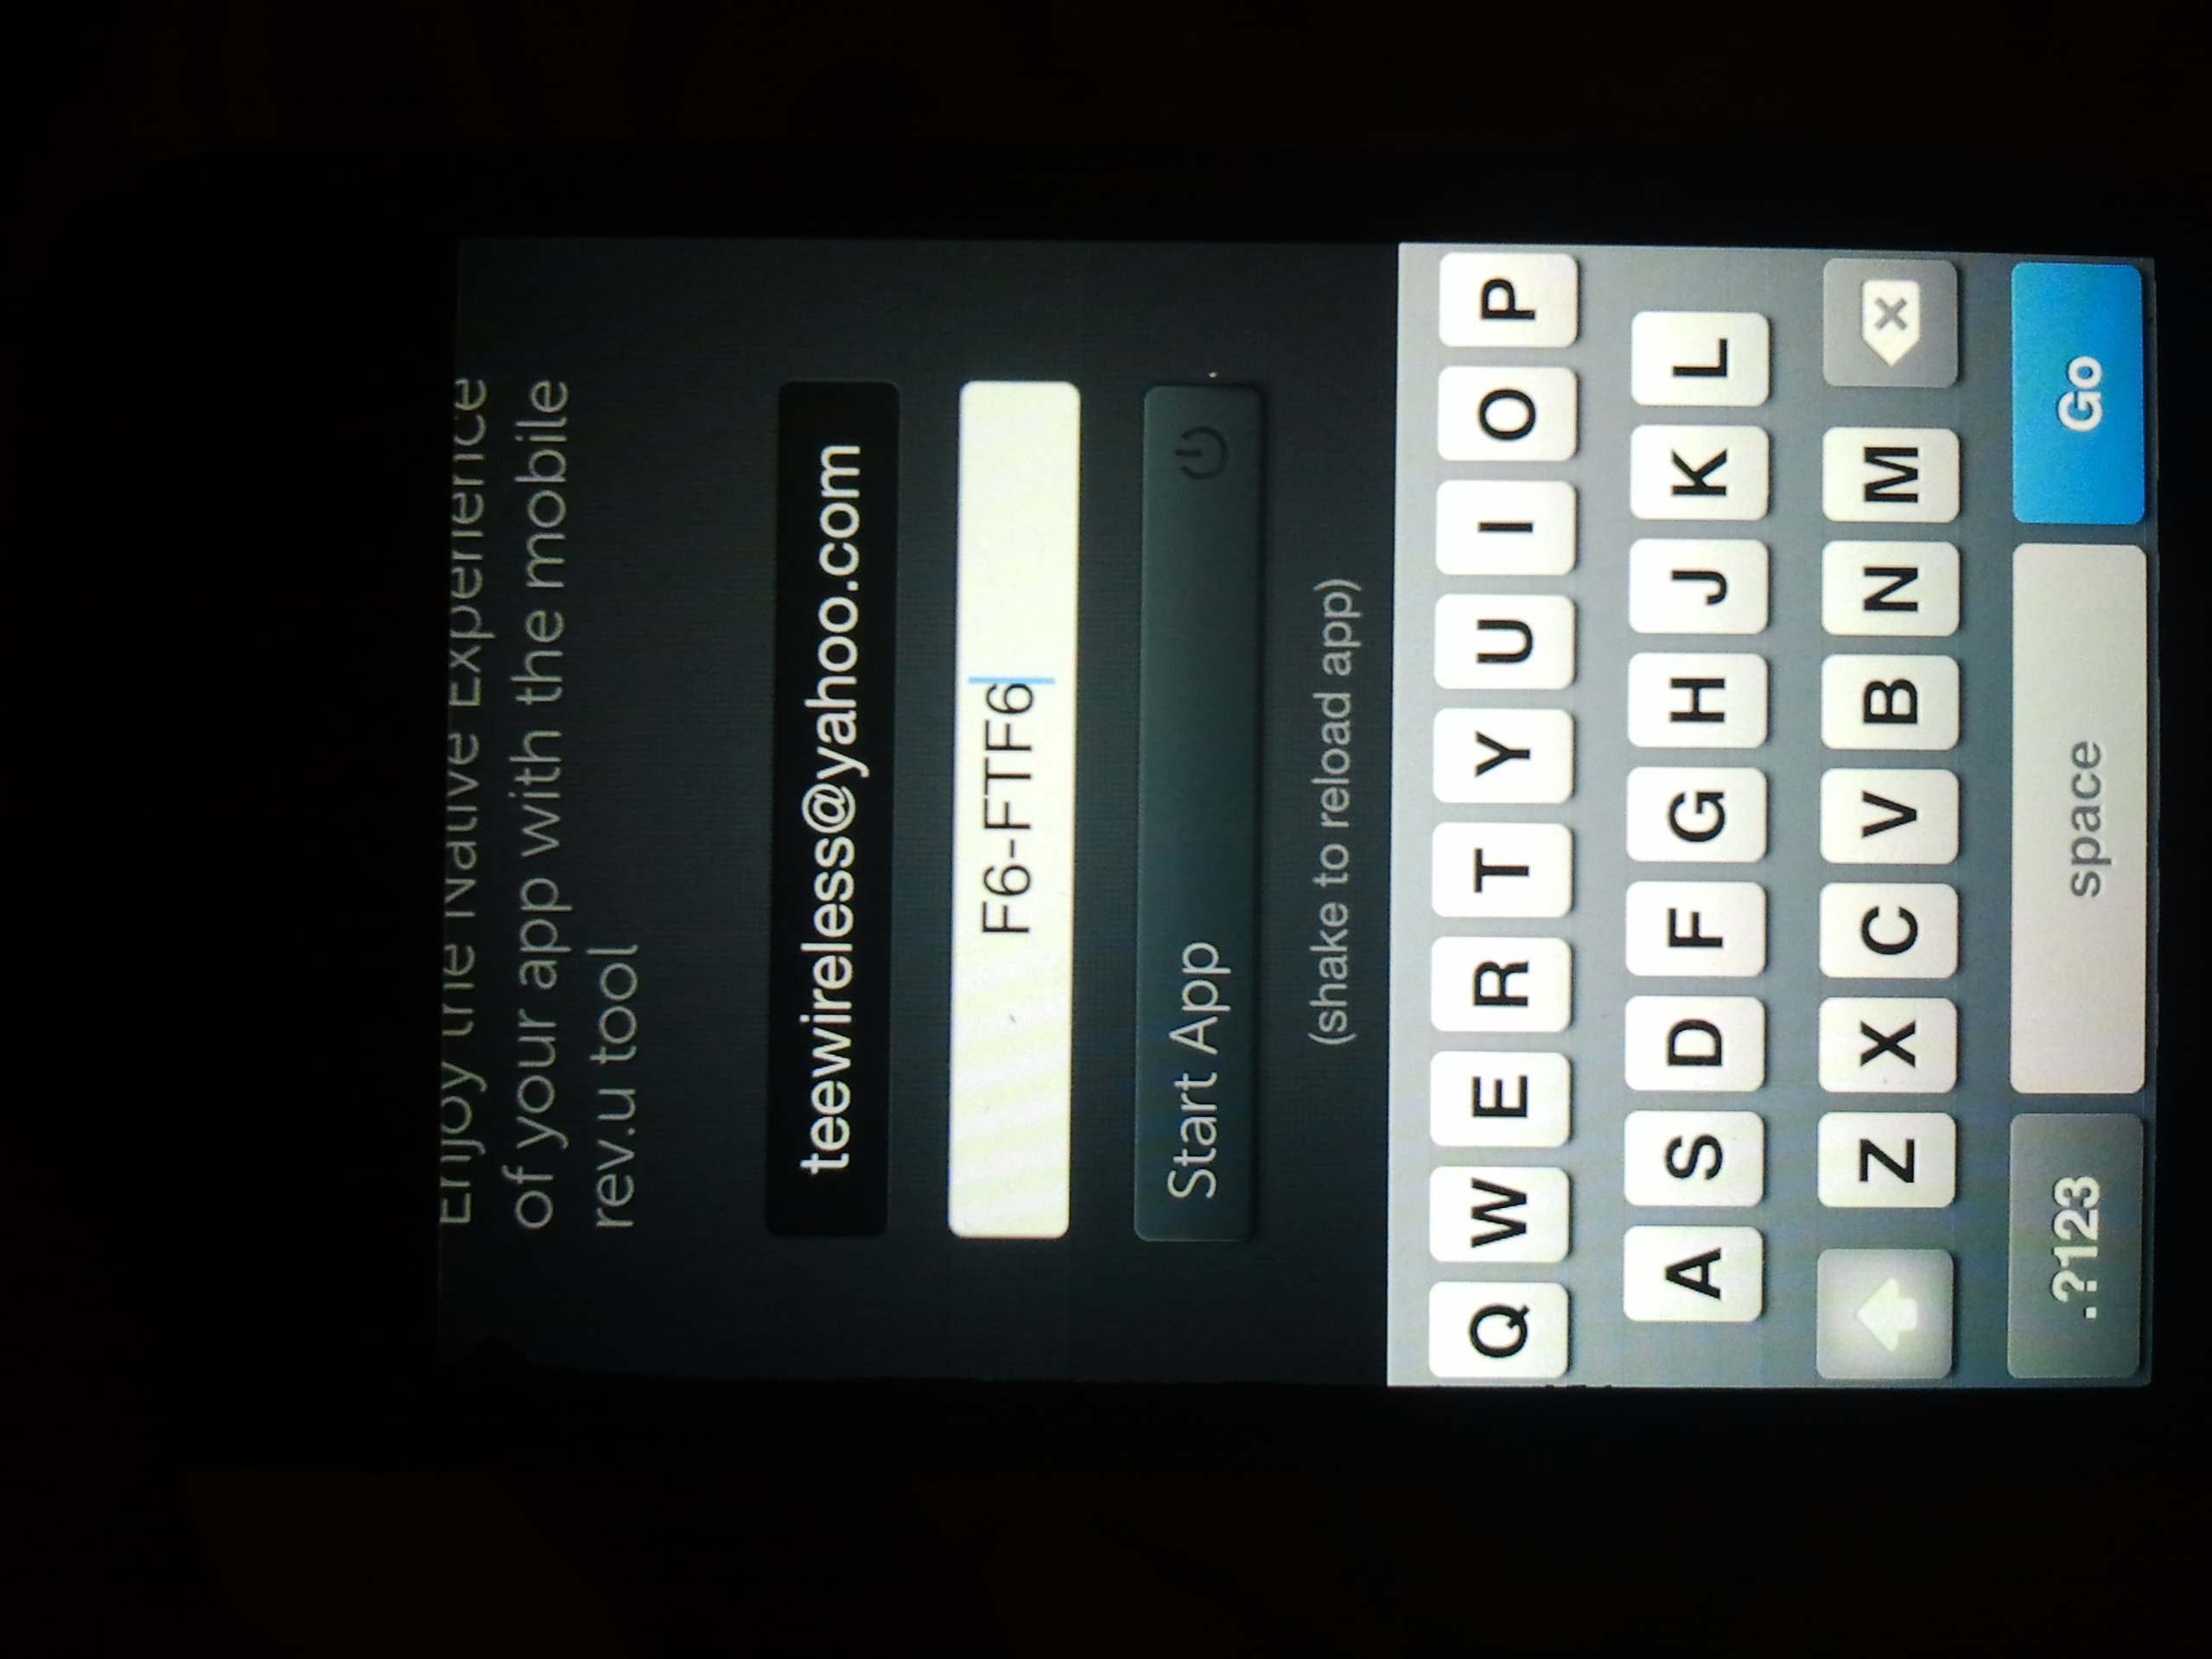 Enjoy the Native Experience
of your app with the mobile
rev.u tool
teewireless@yahoo.com
F6-FTF6
Start App
(shake to reload app)
Q W E R T Y U I O P
A S D F G H J K L
Z X C V B N M
.?123 space Go